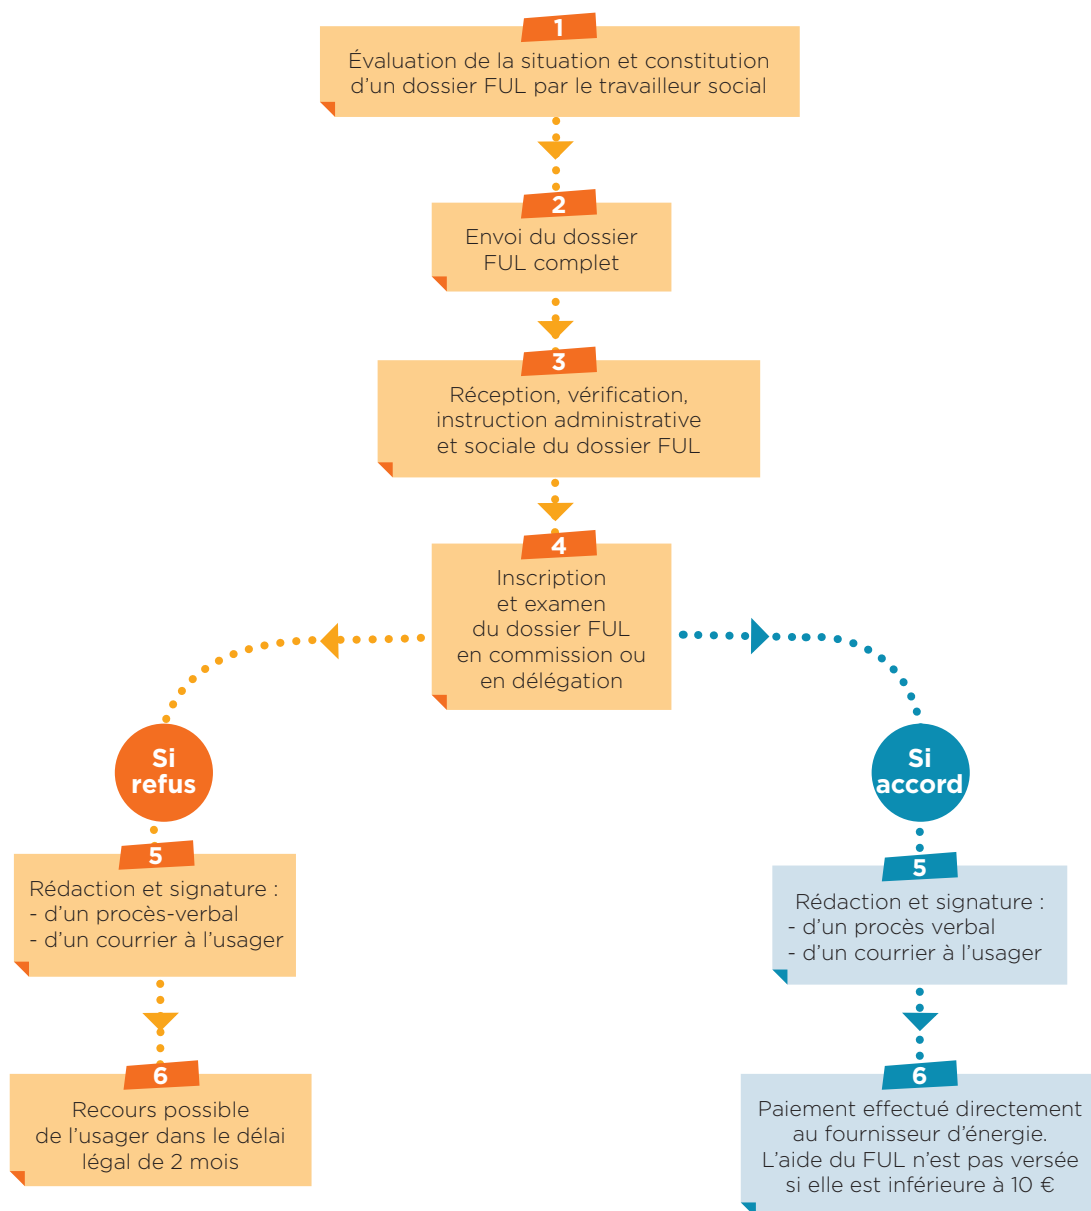 1
Évaluation de la situation et constitution
d'un dossier FUL par le travailleur social
2
Envoi du dossier
FUL complet
3
Réception, vérification,
instruction administrative
et sociale du dossier FUL
4
Inscription
et examen
du dossier FUL
en commission ou
en délégation
Si
refus
5
Rédaction et signature :
- d'un procès-verbal
- d'un courrier à l'usager
6
Recours possible
de l'usager dans le délai
légal de 2 mois
Si
accord
5
Rédaction et signature :
- d'un procès verbal
- d'un courrier à l'usager
6
Paiement effectué directement
au fournisseur d'énergie.
L'aide du FUL n'est pas versée
si elle est inférieure à 10 €